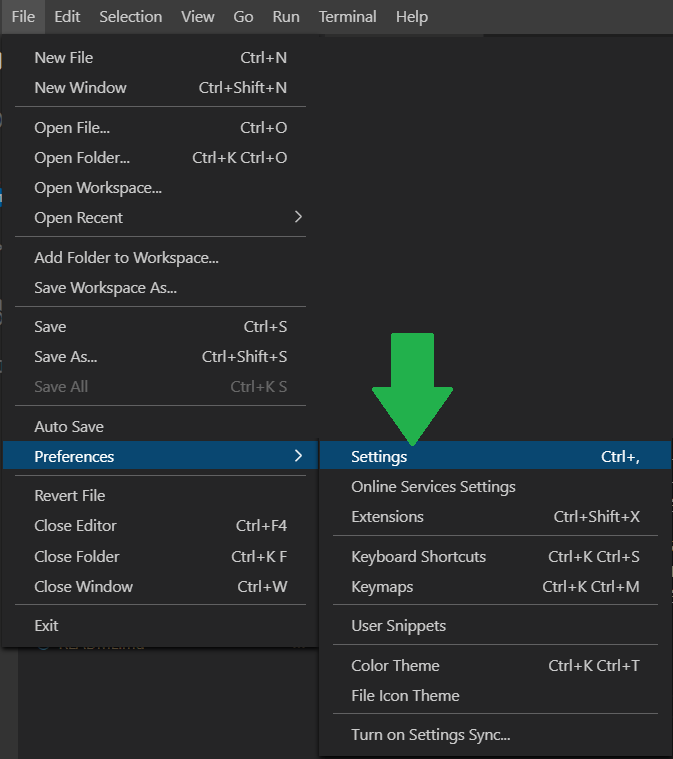 File Edit Selection View Go Run Terminal Help
New File Ctrl+N
New Window Ctrl+Shift+N
Open File... Ctrl+O
Open Folder... Ctrl+K Ctrl+O
Open Workspace...
Open Recent
Add Folder to Workspace...
Save Workspace As...
Save Ctrl+S
Save As... Ctrl+Shift+S
Save All Ctrl+K S
Auto Save
Preferences
Revert File
Close Editor Ctrl+F4
Close Folder Ctrl+K F
Close Window Ctrl+W
Exit
Settings Ctrl+,
Online Services Settings
Extensions Ctrl+Shift+X
Keyboard Shortcuts Ctrl+K Ctrl+S
Keymaps Ctrl+K Ctrl+M
User Snippets
Color Theme Ctrl+K Ctrl+T
File Icon Theme
Turn on Settings Sync...